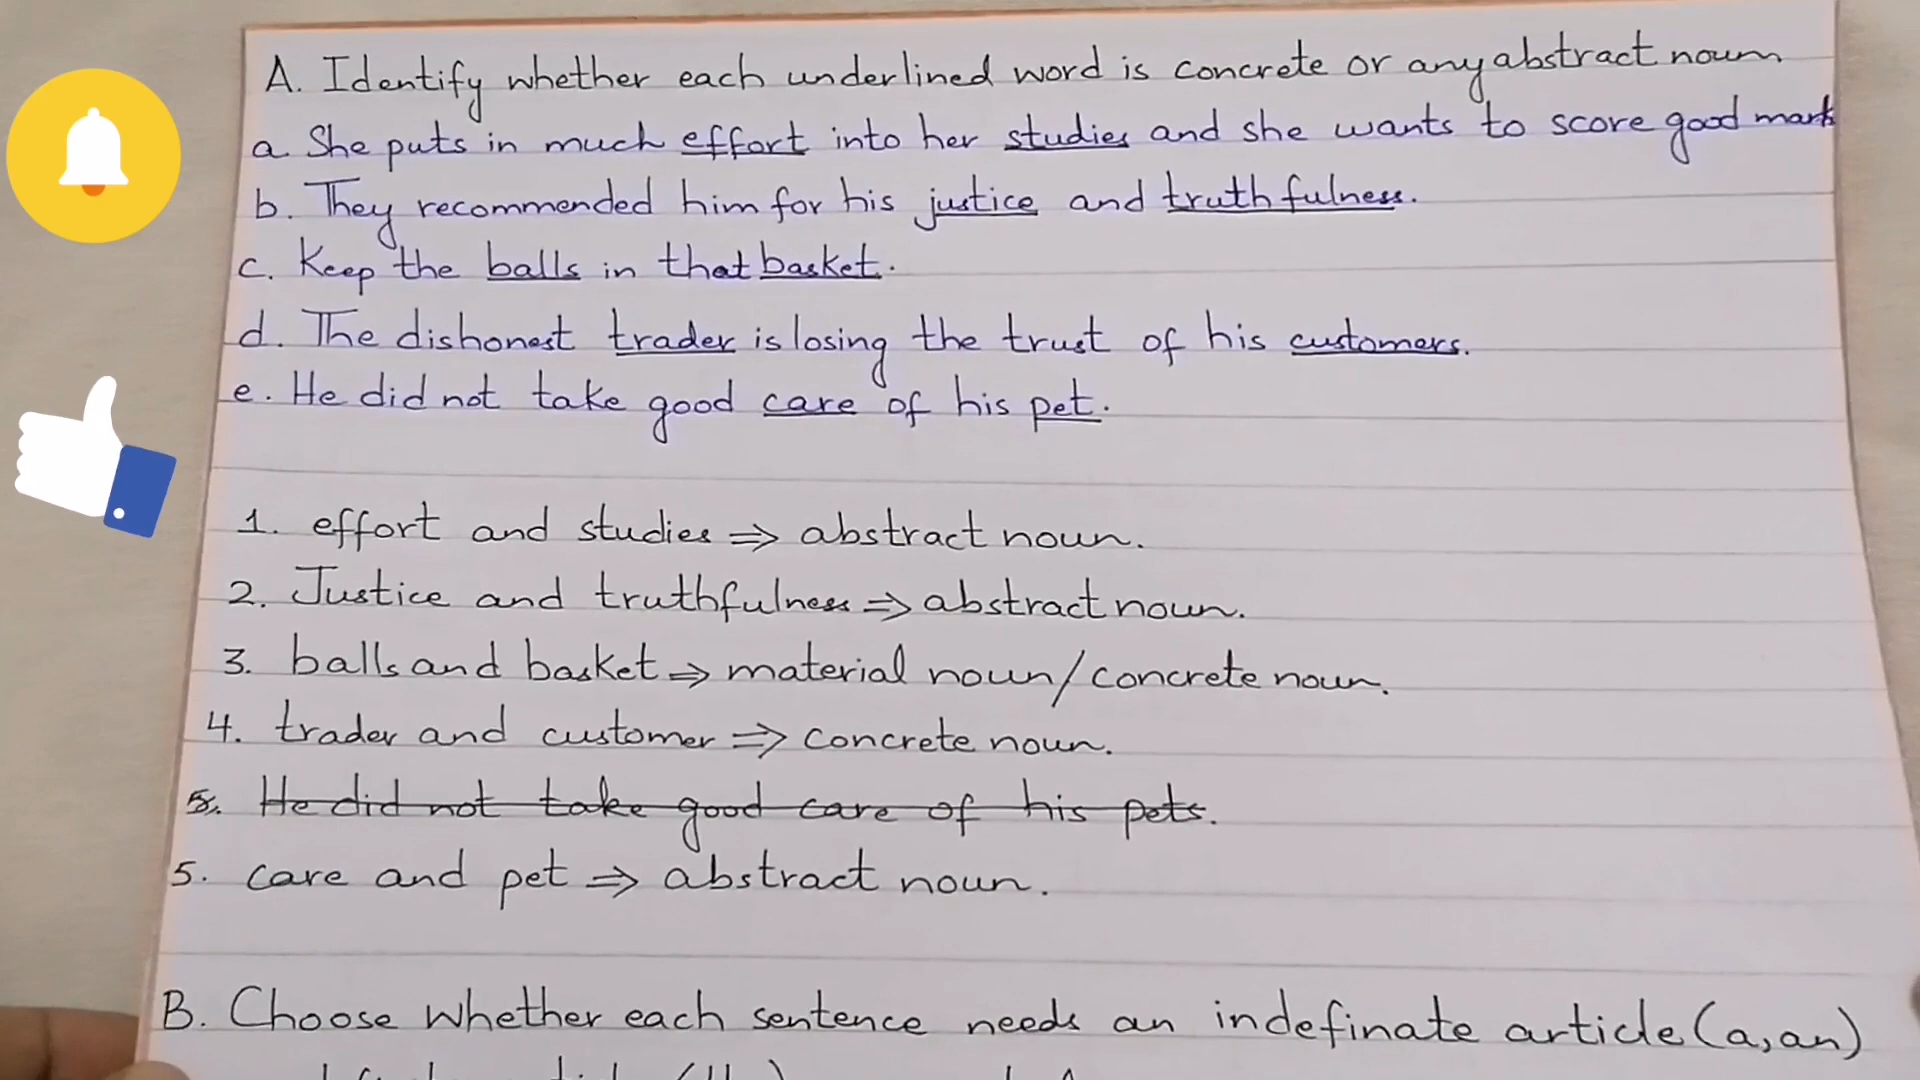 A. Identify whether each underlined word is concrete or any abstract noun
a. She puts in much effort into her studies and she wants to score good marks
b. They recommended him for his justice and truthfulness.
c. Keep the balls in that basket.
d. The dishonest trader is losing the trust of his customers.
e. He did not take good care of his pet.
1. effort and studies ⇒ abstract noun.
2. Justice and truthfulness ⇒ abstract noun.
3. balls and basket ⇒ material noun/concrete noun.
4. trader and customer ⇒ concrete noun.
5. He did not take good care of his pets.
5. care and pet ⇒ abstract noun.
B. Choose whether each sentence needs an indefinate article (a, an)